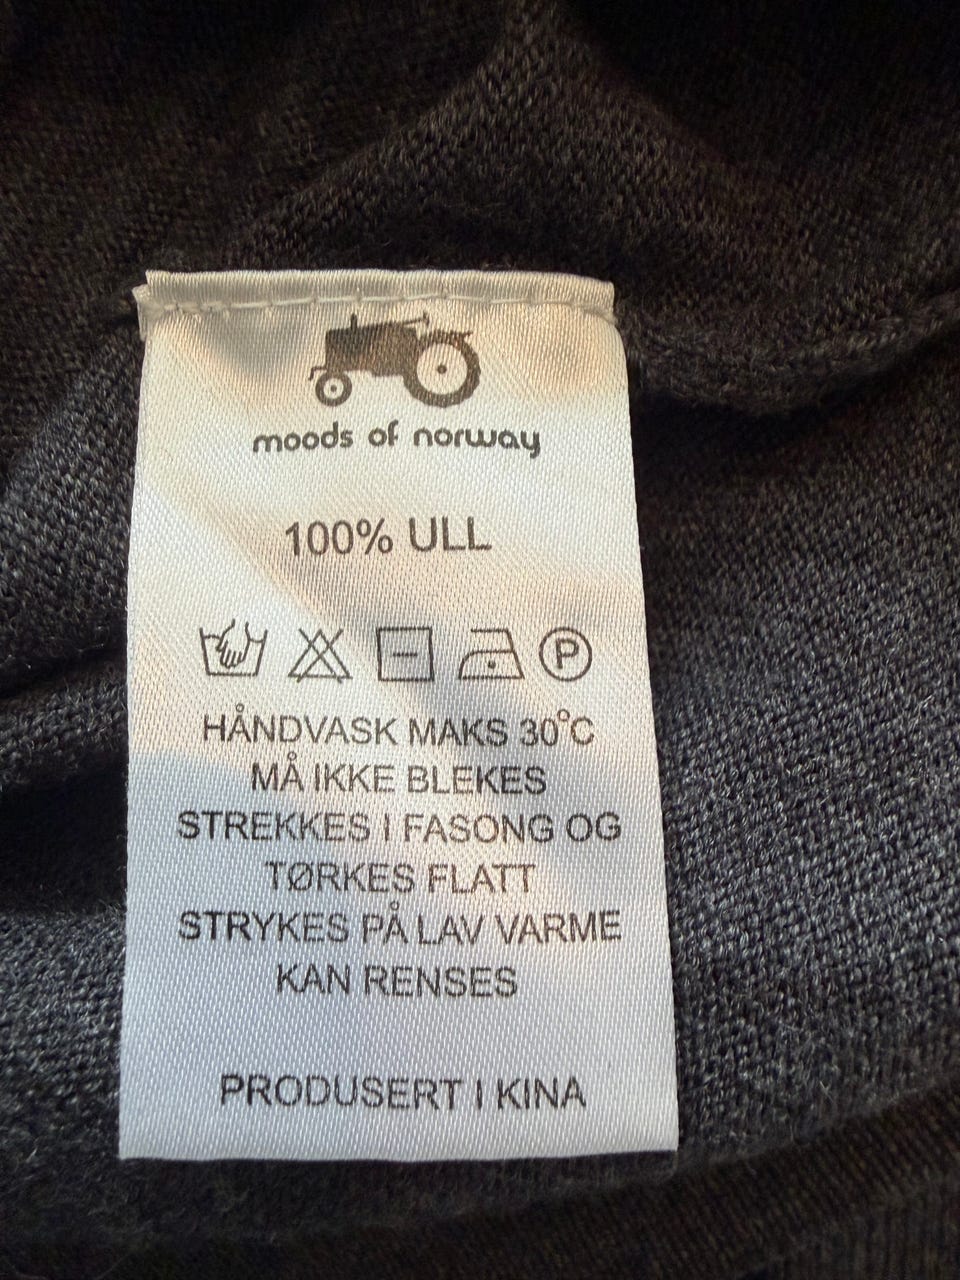 moods of norway
100% ULL
P
HÅNDVASK MAKS 30°C
MÅ IKKE BLEKES
STREKKES I FASONG OG
TØRKES FLATT
STRYKES PÅ LAV VARME
KAN RENSES
PRODUSERT I KINA